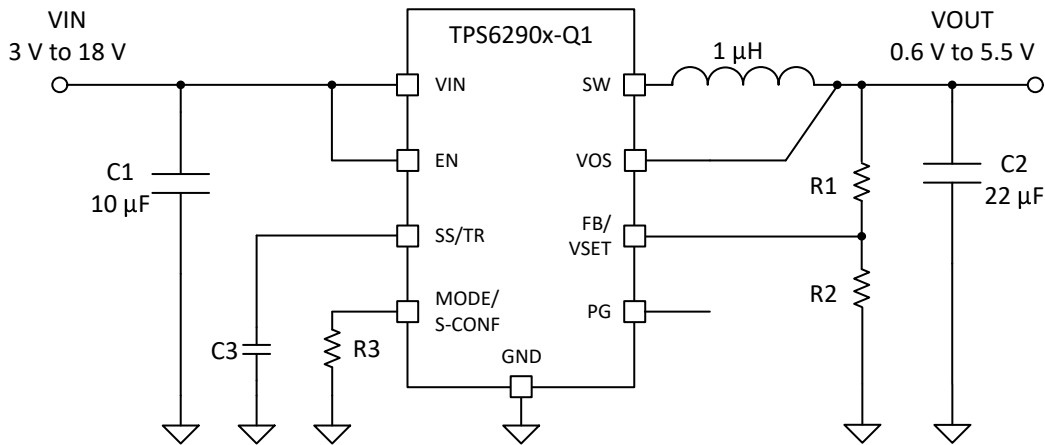 VIN
3 V to 18 V
TPS6290x-Q1
VOUT
0.6 V to 5.5 V
1 µH
VIN
SW
EN
VOS
C1
10 µF
R1
C2
22 µF
SS/TR
FB/
VSET
MODE/
S-CONF
PG
R2
C3
R3
GND